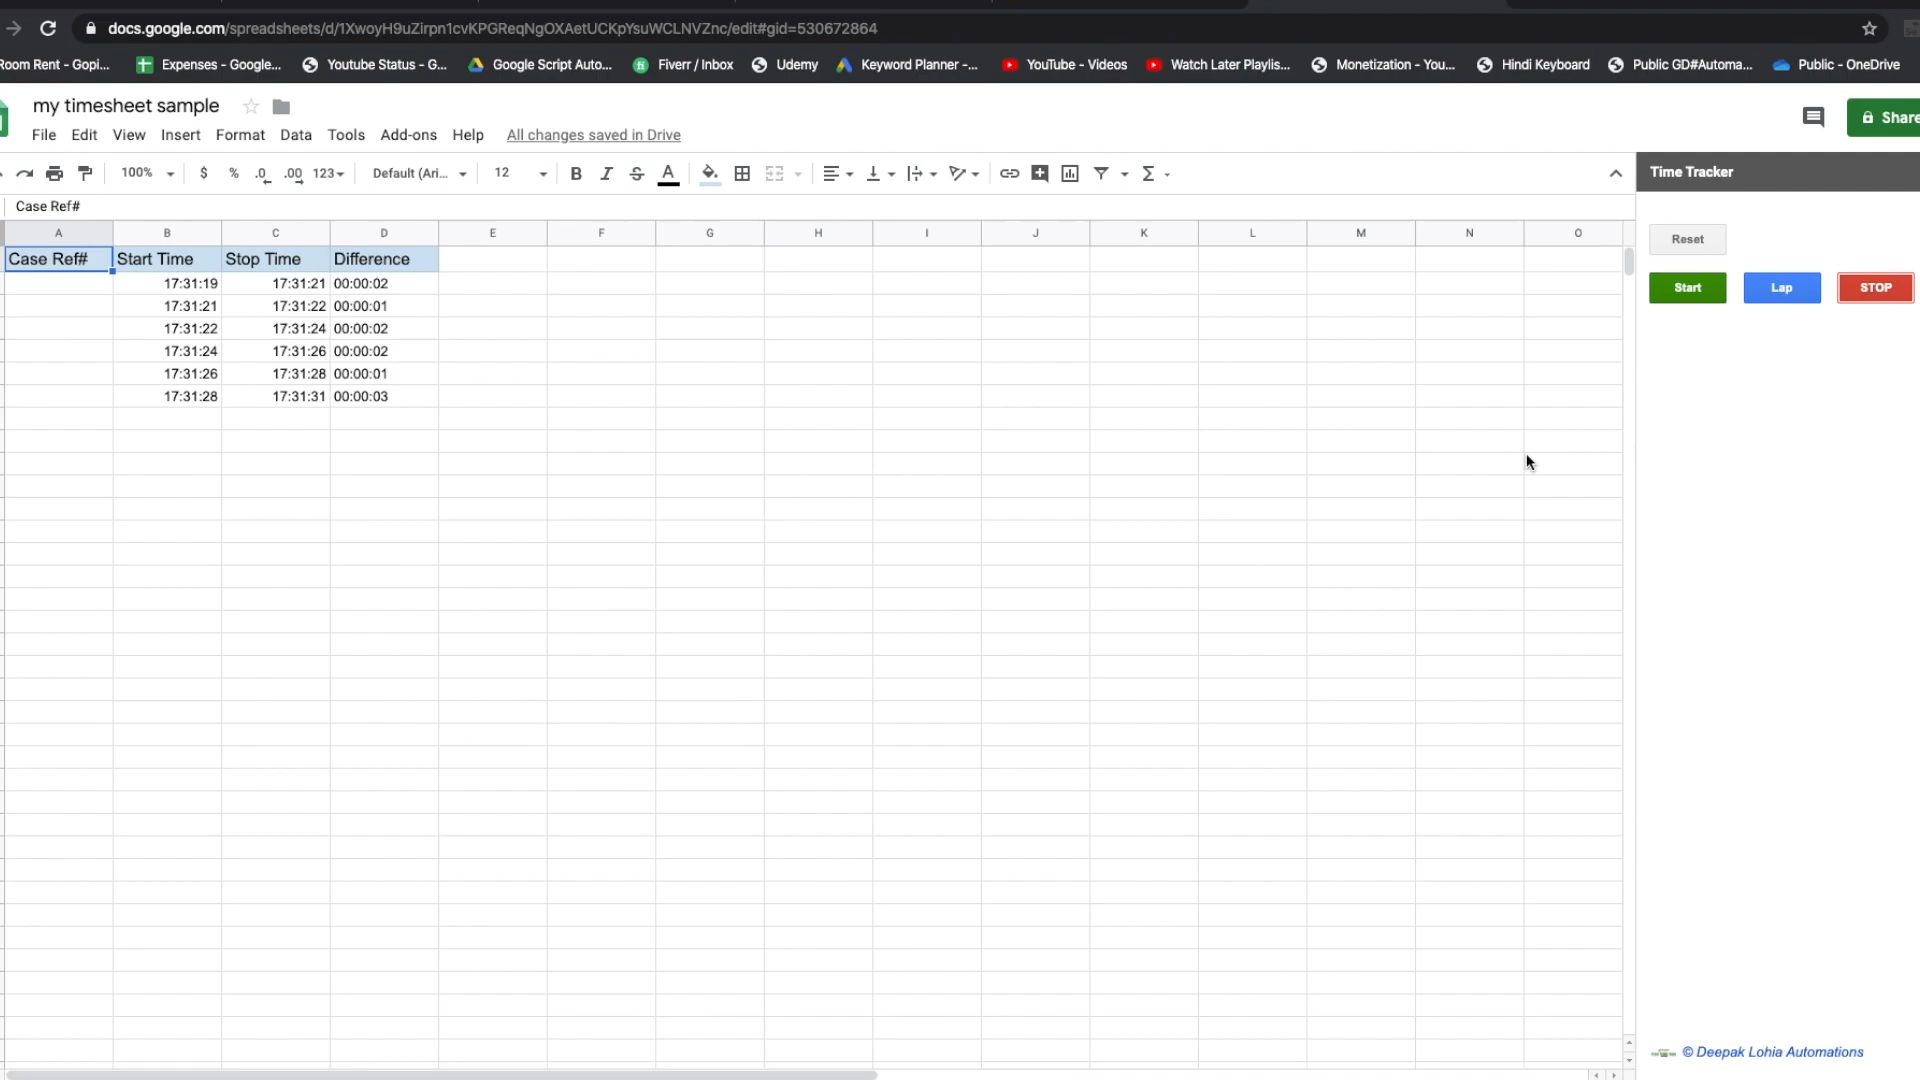 docs.google.com/spreadsheets/d/1XwoyH9uZirpn1cvKPGReqNgOXAetUCKpYsuWCLNVZnc/edit#gid=530672864
Room Rent - Gopi... Expenses - Google... Youtube Status - G... Google Script Auto... Fiverr / Inbox Udemy Keyword Planner -... YouTube - Videos Watch Later Playlis... Monetization - You... Hindi Keyboard Public GD#Automa... Public - OneDrive
my timesheet sample
Share
File Edit View Insert Format Data Tools Add-ons Help All changes saved in Drive
100% $ % .0 .00 123 Default (Ari... 12 B I S A Σ
Time Tracker
Case Ref#
A B C D E F G H I J K L M N O
Reset
Case Ref# Start Time Stop Time Difference
17:31:19 17:31:21 00:00:02
Start Lap STOP
17:31:21 17:31:22 00:00:01
17:31:22 17:31:24 00:00:02
17:31:24 17:31:26 00:00:02
17:31:26 17:31:28 00:00:01
17:31:28 17:31:31 00:00:03
© Deepak Lohia Automations